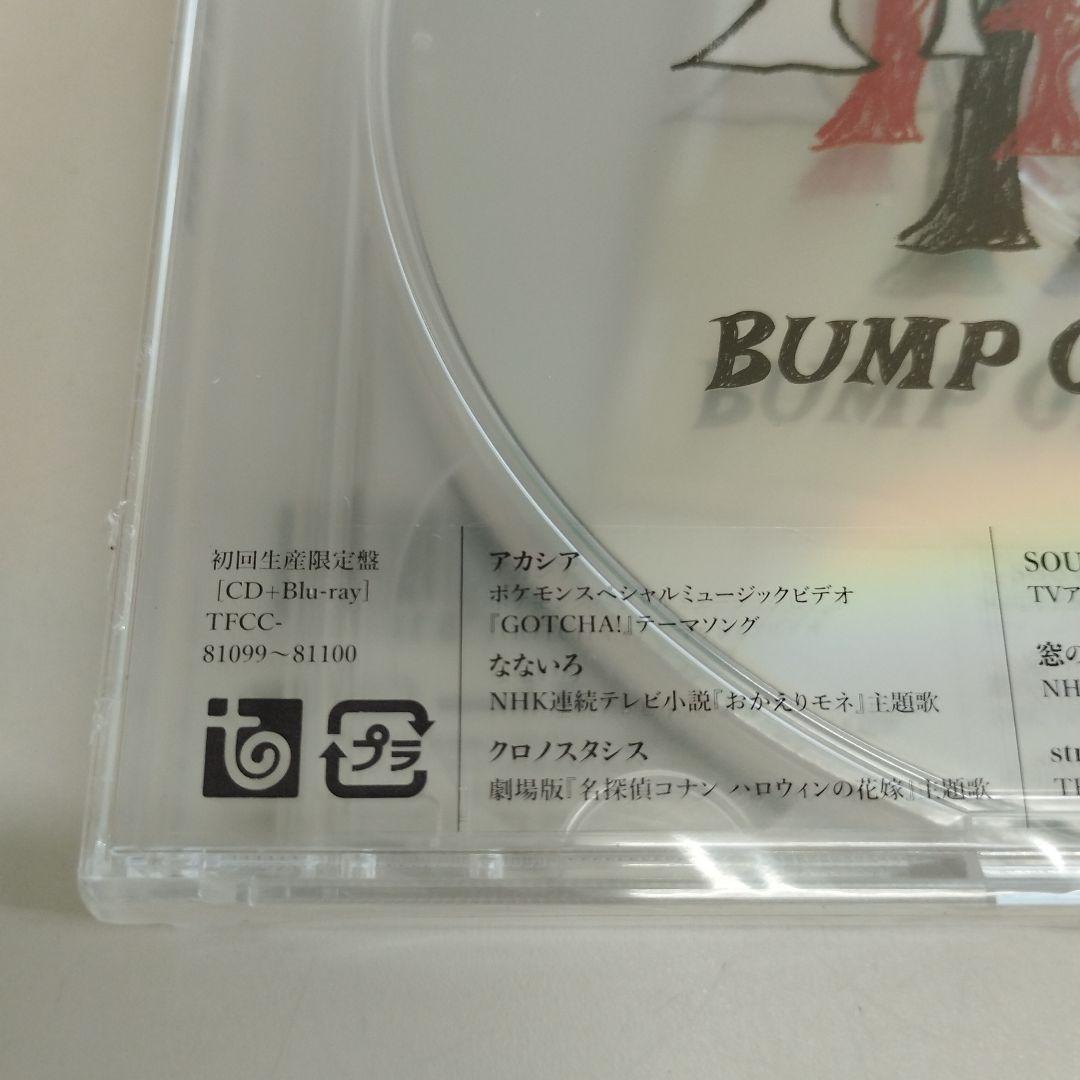 BUMP O
初回生産限定盤
[CD+Blu-ray]
TFCC-
81099～81100
プラ
アカシア
ポケモンスペシャルミュージックビデオ
『GOTCHA!』テーマソング
なないろ
NHK連続テレビ小説『おかえりモネ』主題歌
クロノスタシス
劇場版『名探偵コナン ハロウィンの花嫁』主題歌
SOU
TVア
窓の
NH